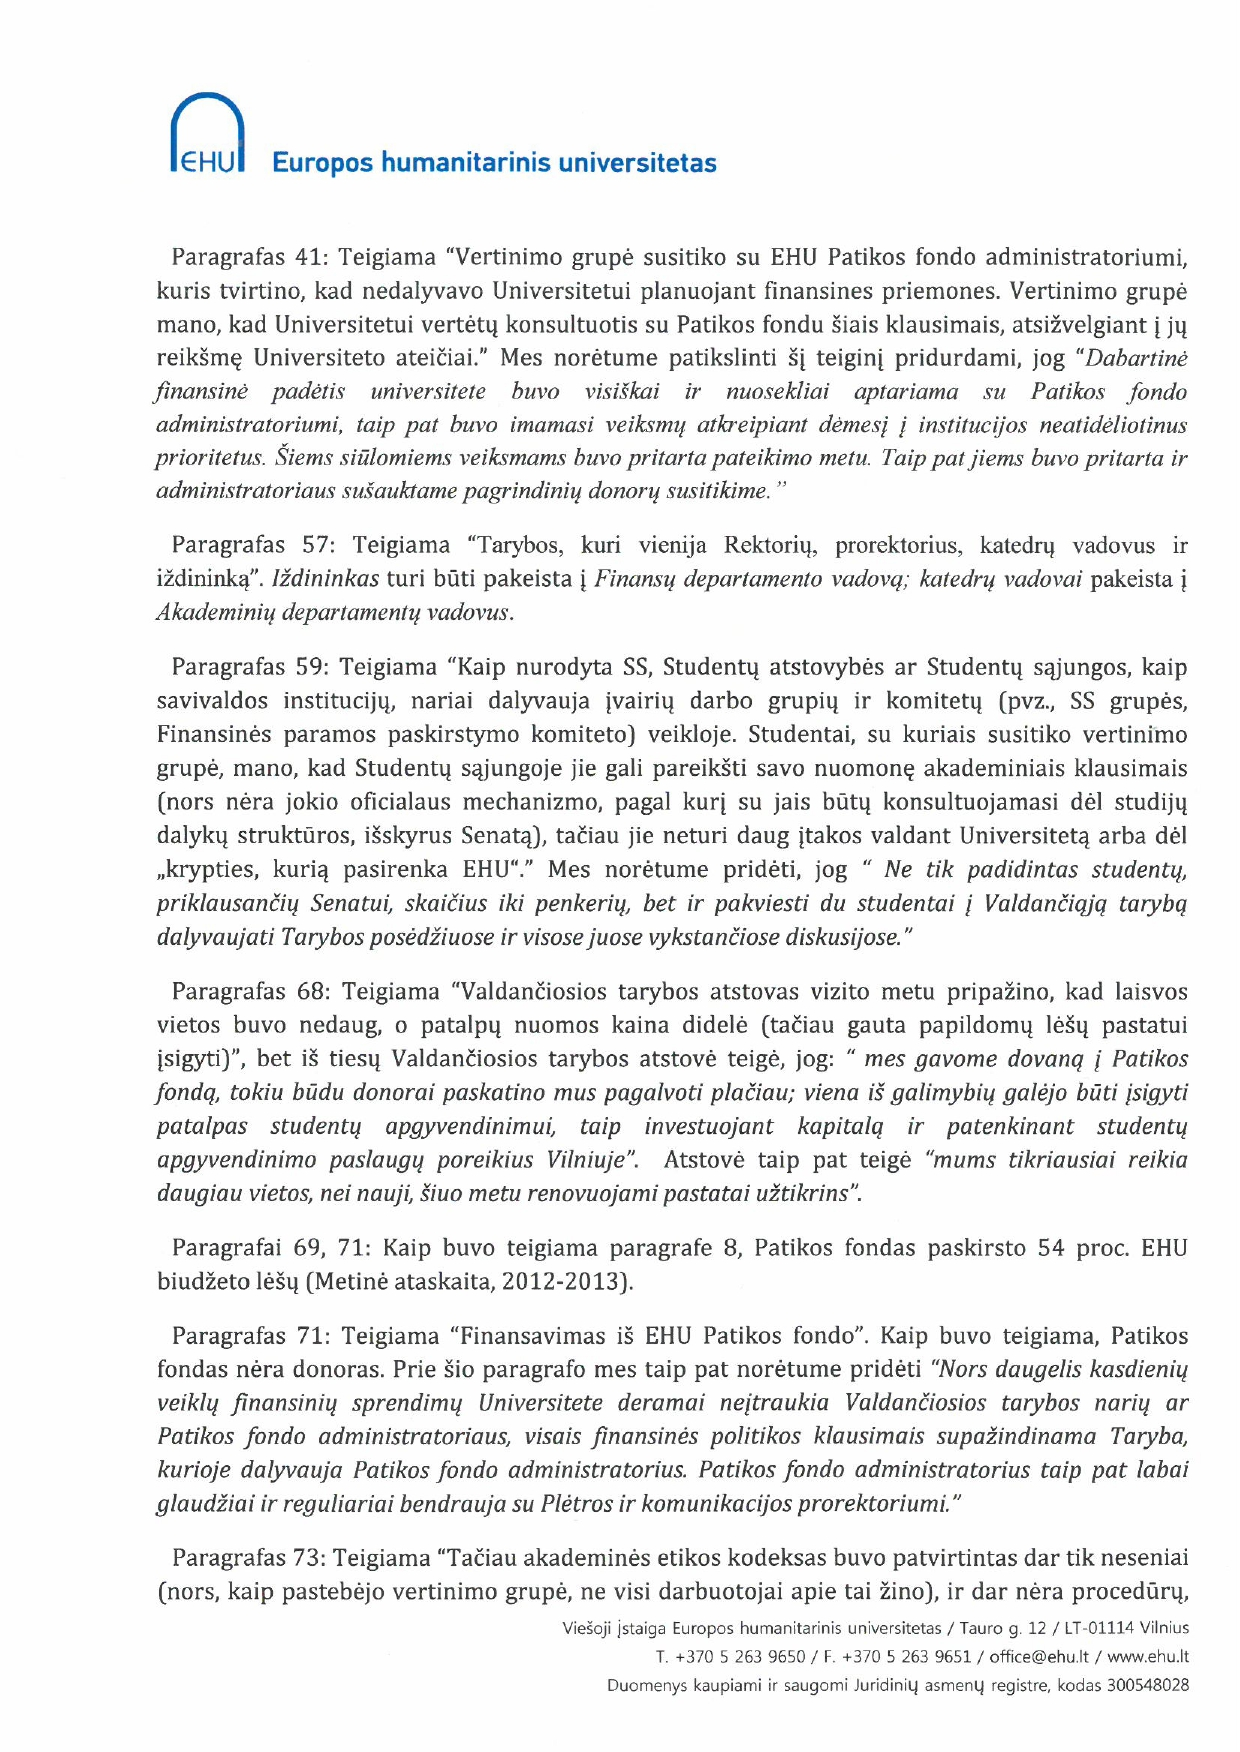 EHU Europos humanitarinis universitetas
Paragrafas 41: Teigiama “Vertinimo grupė susitiko su EHU Patikos fondo administratoriumi,
kuris tvirtino, kad nedalyvavo Universitetui planuojant finansines priemones. Vertinimo grupė
mano, kad Universitetui vertėtų konsultuotis su Patikos fondu šiais klausimais, atsižvelgiant į jų
reikšmę Universiteto ateičiai.” Mes norėtume patikslinti šį teiginį pridurdami, jog “Dabartinė
finansinė padėtis universitete buvo visiškai ir nuosekliai aptariama su Patikos fondo
administratoriumi, taip pat buvo imamasi veiksmų atkreipiant dėmesį į institucijos neatidėliotinus
prioritetus. Šiems siūlomiems veiksmams buvo pritarta pateikimo metu. Taip pat jiems buvo pritarta ir
administratoriaus sušauktame pagrindinių donorų susitikime.”
Paragrafas 57: Teigiama “Tarybos, kuri vienija Rektorių, prorektorius, katedrų vadovus ir
iždininką”. Iždininkas turi būti pakeista į Finansų departamento vadovą; katedrų vadovai pakeista į
Akademinių departamentų vadovus.
Paragrafas 59: Teigiama “Kaip nurodyta SS, Studentų atstovybės ar Studentų sąjungos, kaip
savivaldos institucijų, nariai dalyvauja įvairių darbo grupių ir komitetų (pvz., SS grupės,
Finansinės paramos paskirstymo komiteto) veikloje. Studentai, su kuriais susitiko vertinimo
grupė, mano, kad Studentų sąjungoje jie gali pareikšti savo nuomonę akademiniais klausimais
(nors nėra jokio oficialaus mechanizmo, pagal kurį su jais būtų konsultuojamasi dėl studijų
dalykų struktūros, išskyrus Senatą), tačiau jie neturi daug įtakos valdant Universitetą arba dėl
„krypties, kurią pasirenka EHU“.” Mes norėtume pridėti, jog “ Ne tik padidintas studentų,
priklausančių Senatui, skaičius iki penkerių, bet ir pakviesti du studentai į Valdančiąją tarybą
dalyvaujati Tarybos posėdžiuose ir visose juose vykstančiose diskusijose.”
Paragrafas 68: Teigiama “Valdančiosios tarybos atstovas vizito metu pripažino, kad laisvos
vietos buvo nedaug, o patalpų nuomos kaina didelė (tačiau gauta papildomų lėšų pastatui
įsigyti)”, bet iš tiesų Valdančiosios tarybos atstovė teigė, jog: “ mes gavome dovaną į Patikos
fondą, tokiu būdu donorai paskatino mus pagalvoti plačiau; viena iš galimybių galėjo būti įsigyti
patalpas studentų apgyvendinimui, taip investuojant kapitalą ir patenkinant studentų
apgyvendinimo paslaugų poreikius Vilniuje”. Atstovė taip pat teigė “mums tikriausiai reikia
daugiau vietos, nei nauji, šiuo metu renovuojami pastatai užtikrins”.
Paragrafai 69, 71: Kaip buvo teigiama paragrafe 8, Patikos fondas paskirsto 54 proc. EHU
biudžeto lėšų (Metinė ataskaita, 2012-2013).
Paragrafas 71: Teigiama “Finansavimas iš EHU Patikos fondo”. Kaip buvo teigiama, Patikos
fondas nėra donoras. Prie šio paragrafo mes taip pat norėtume pridėti “Nors daugelis kasdienių
veiklų finansinių sprendimų Universitete deramai neįtraukia Valdančiosios tarybos narių ar
Patikos fondo administratoriaus, visais finansinės politikos klausimais supažindinama Taryba,
kurioje dalyvauja Patikos fondo administratorius. Patikos fondo administratorius taip pat labai
glaudžiai ir reguliariai bendrauja su Plėtros ir komunikacijos prorektoriumi.”
Paragrafas 73: Teigiama “Tačiau akademinės etikos kodeksas buvo patvirtintas dar tik neseniai
(nors, kaip pastebėjo vertinimo grupė, ne visi darbuotojai apie tai žino), ir dar nėra procedūrų,
Viešoji įstaiga Europos humanitarinis universitetas / Tauro g. 12 / LT-01114 Vilnius
T. +370 5 263 9650 / F. +370 5 263 9651 / office@ehu.lt / www.ehu.lt
Duomenys kaupiami ir saugomi Juridinių asmenų registre, kodas 300548028